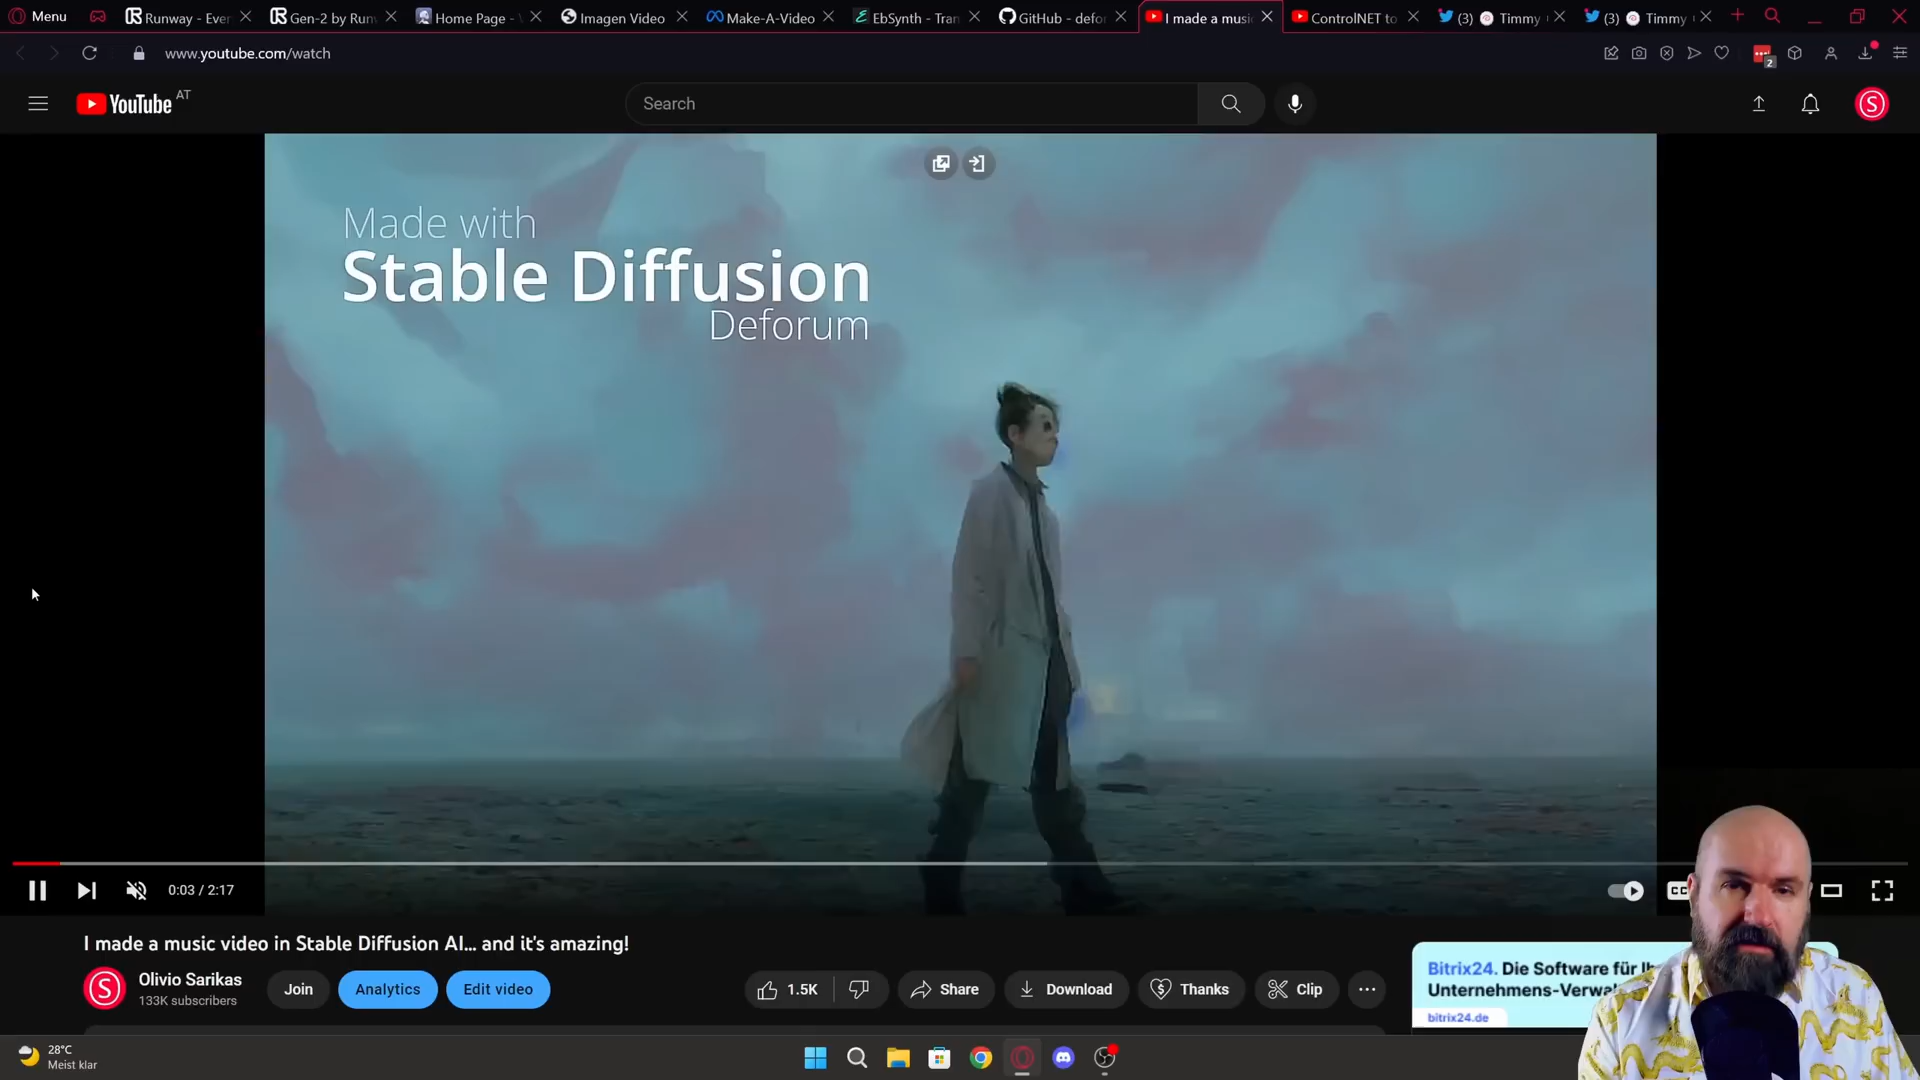 Menu
Runway - Ever
Gen-2 by Run
Home Page -
Imagen Video
Make-A-Video
EbSynth - Tran
GitHub - defor
I made a musi
ControlNET to
(3) Timmy
(3) Timmy
www.youtube.com/watch
2
YouTube AT
Search
S
Made with
Stable Diffusion
Deforum
0:03 / 2:17
CC
I made a music video in Stable Diffusion AI... and it's amazing!
S
Olivio Sarikas
133K subscribers
Join
Analytics
Edit video
1.5K
Share
Download
Thanks
Clip
Bitrix24. Die Software für
Unternehmens-Verwa
bitrix24.de
28°C
Meist klar